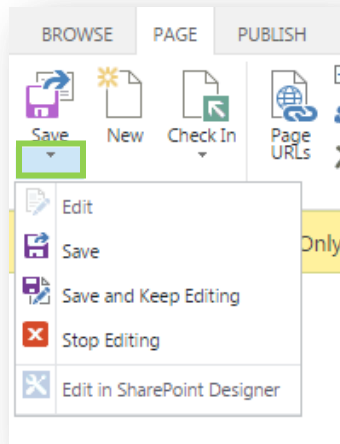 BROWSE PAGE PUBLISH
Save New Check In Page
URLs
Only
Edit
Save
Save and Keep Editing
Stop Editing
Edit in SharePoint Designer